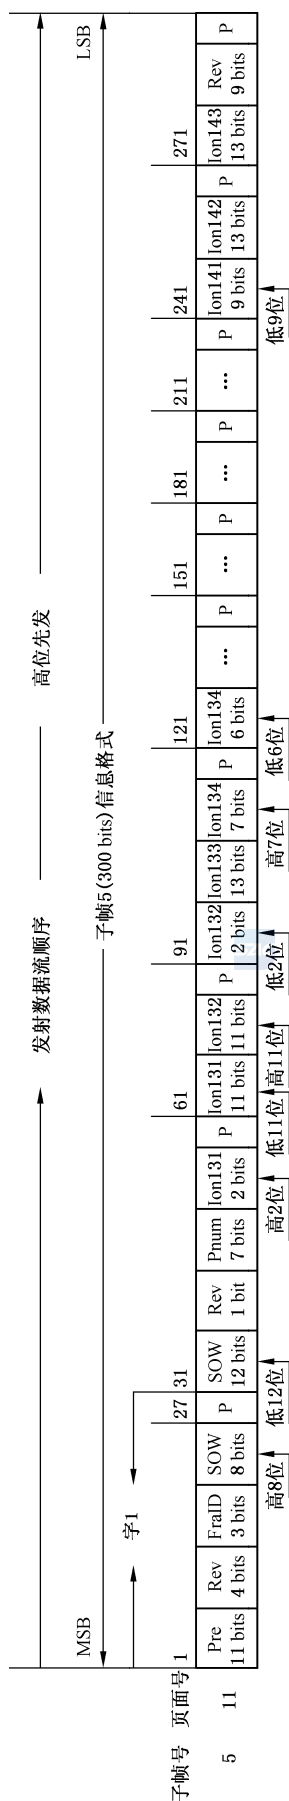 发射数据流顺序 高位先发
MSB 子帧5(300 bits)信息格式 LSB
字1
子帧号 页面号 1 27 31 61 91 121 151 181 211 241 271
5 11
Pre 11 bits
Rev 4 bits
FraID 3 bits
SOW 8 bits
P
SOW 12 bits
Rev 1 bit
Pnum 7 bits
Ion131 2 bits
P
Ion131 11 bits
Ion132 11 bits
P
Ion132 2 bits
Ion133 13 bits
Ion134 7 bits
P
Ion134 6 bits
…
P
…
P
…
P
…
P
Ion141 9 bits
Ion142 13 bits
P
Ion143 13 bits
Rev 9 bits
P
高8位 低12位 高2位 低11位 高11位 低2位 高7位 低6位 低9位